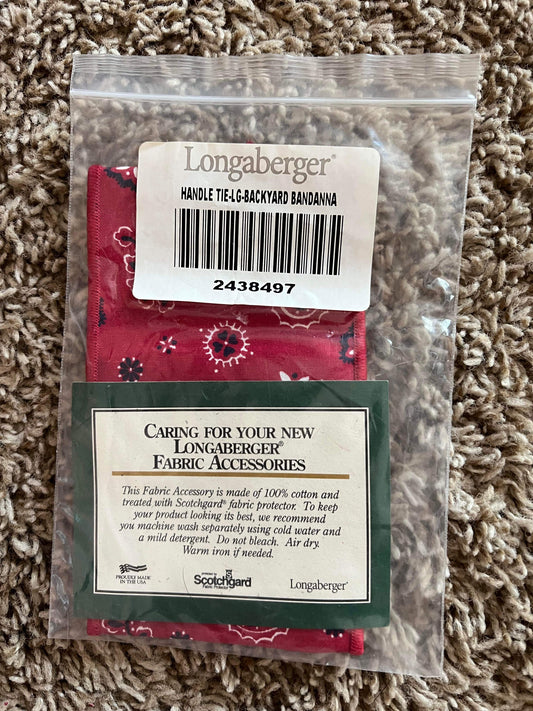 Longaberger®
HANDLE TIE-LG-BACKYARD BANDANNA
2438497
CARING FOR YOUR NEW
LONGABERGER®
FABRIC ACCESSORIES
This Fabric Accessory is made of 100% cotton and
treated with Scotchgard® fabric protector. To keep
your product looking its best, we recommend
you machine wash separately using cold water and
a mild detergent. Do not bleach. Air dry.
Warm iron if needed.
PROUDLY MADE
IN THE USA
Scotchgard
Fabric Protector
Longaberger®